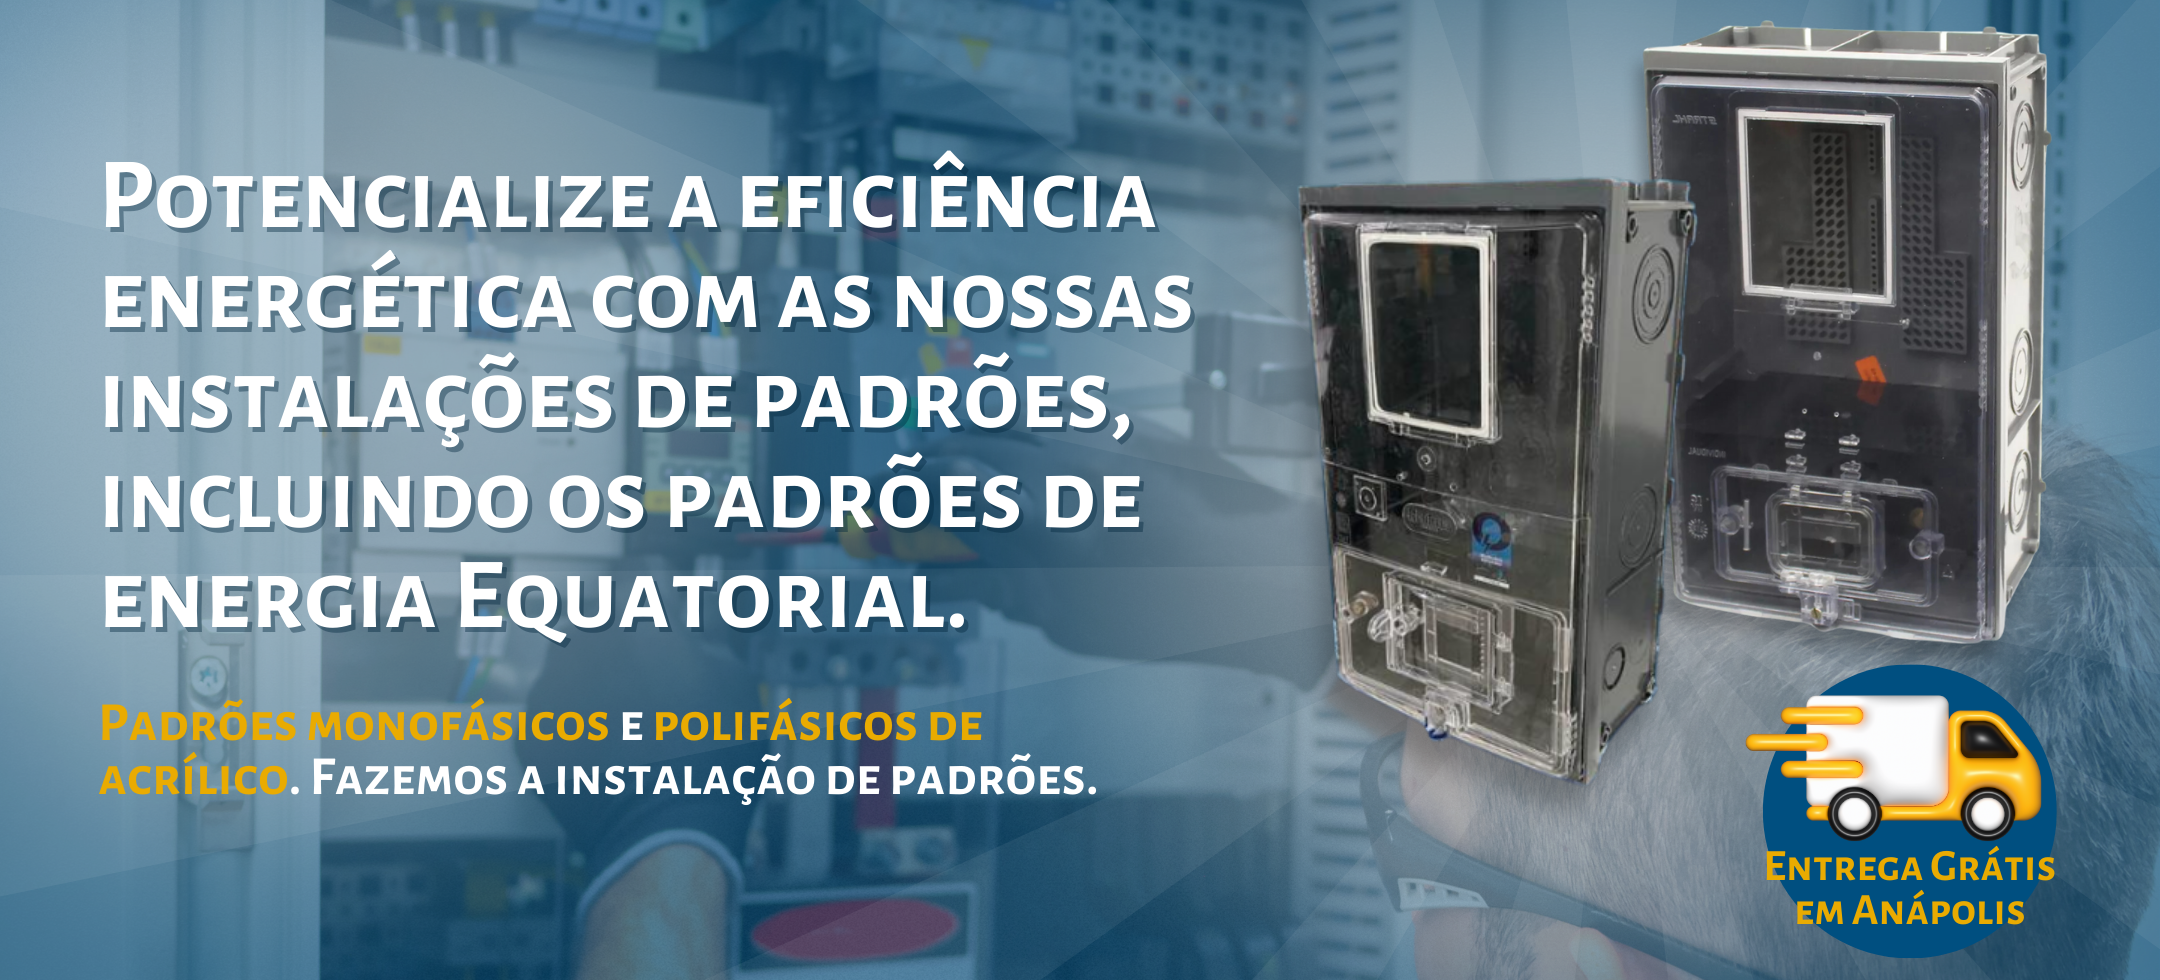 Potencialize a eficiência
energética com as nossas
instalações de padrões,
incluindo os padrões de
energia Equatorial.
Padrões monofásicos e polifásicos de
acrílico. Fazemos a instalação de padrões.
Entrega Grátis
em Anápolis